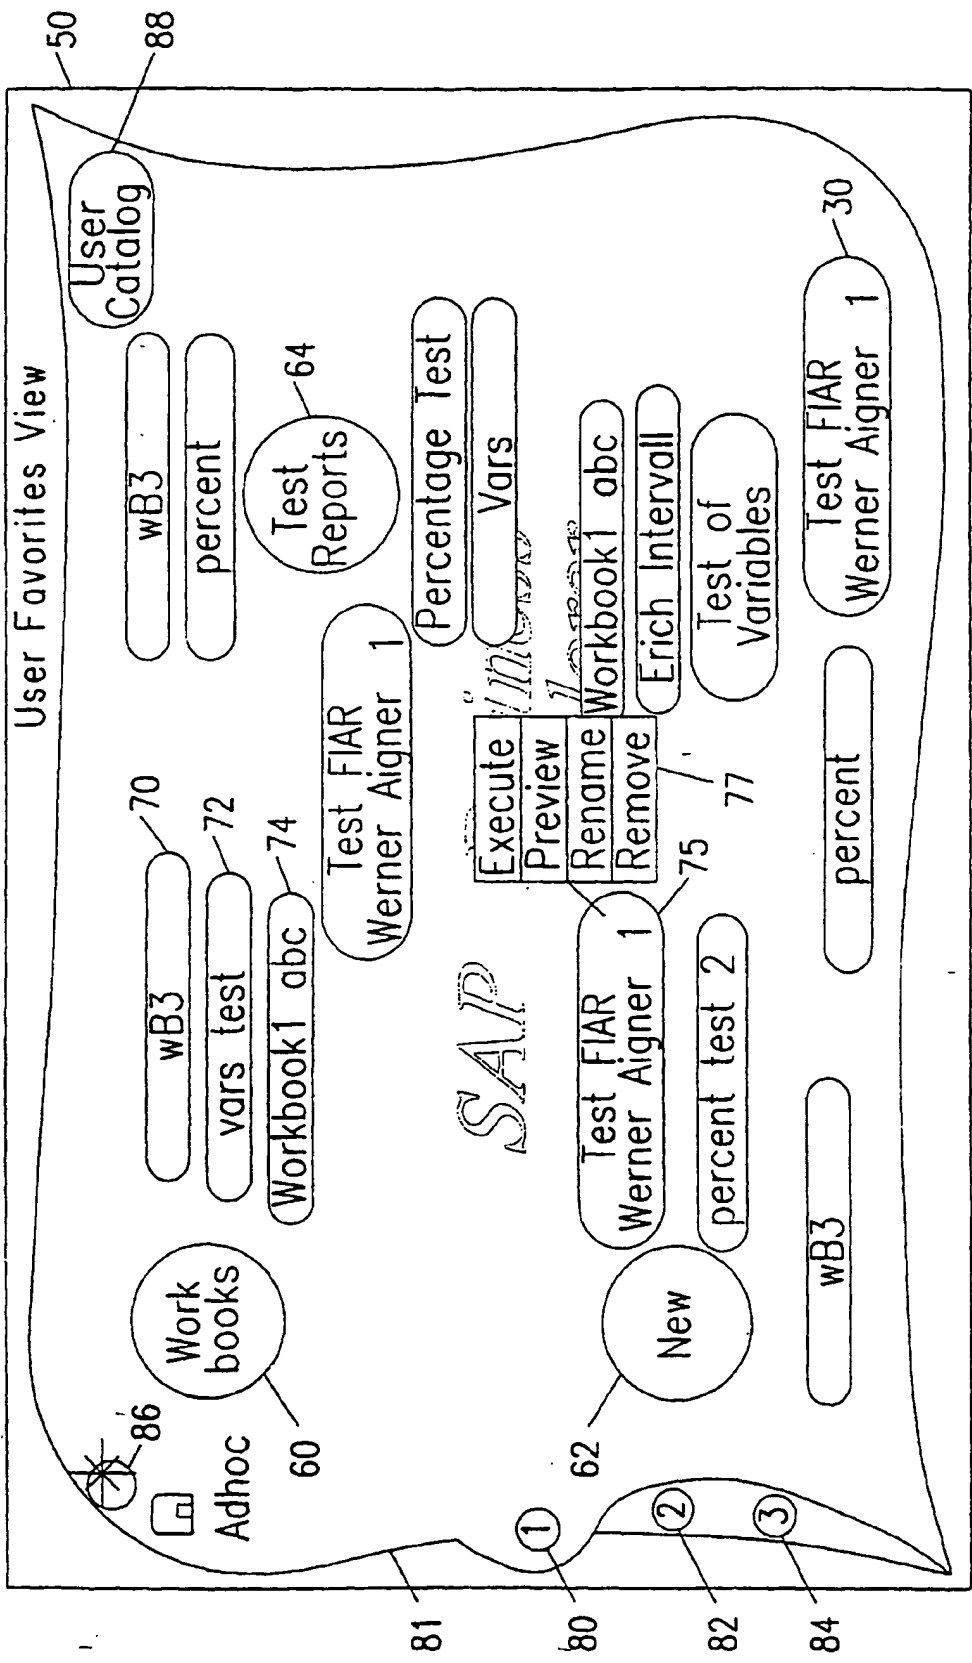 User Favorites View
50
88
User
Catalog
86
Adhoc
Work
books
60
wB3
70
vars test
72
Workbook1 abc
74
wB3
percent
Test
Reports
64
Test FIAR
Werner Aigner 1
Percentage Test
Vars
SAP
81
1
80
2
82
3
84
New
62
Test FIAR
Werner Aigner 1
75
percent test 2
Execute
Preview
Rename
Remove
77
Workbook1 abc
Erich Intervall
Test of
Variables
wB3
percent
Test FIAR
Werner Aigner 1
30